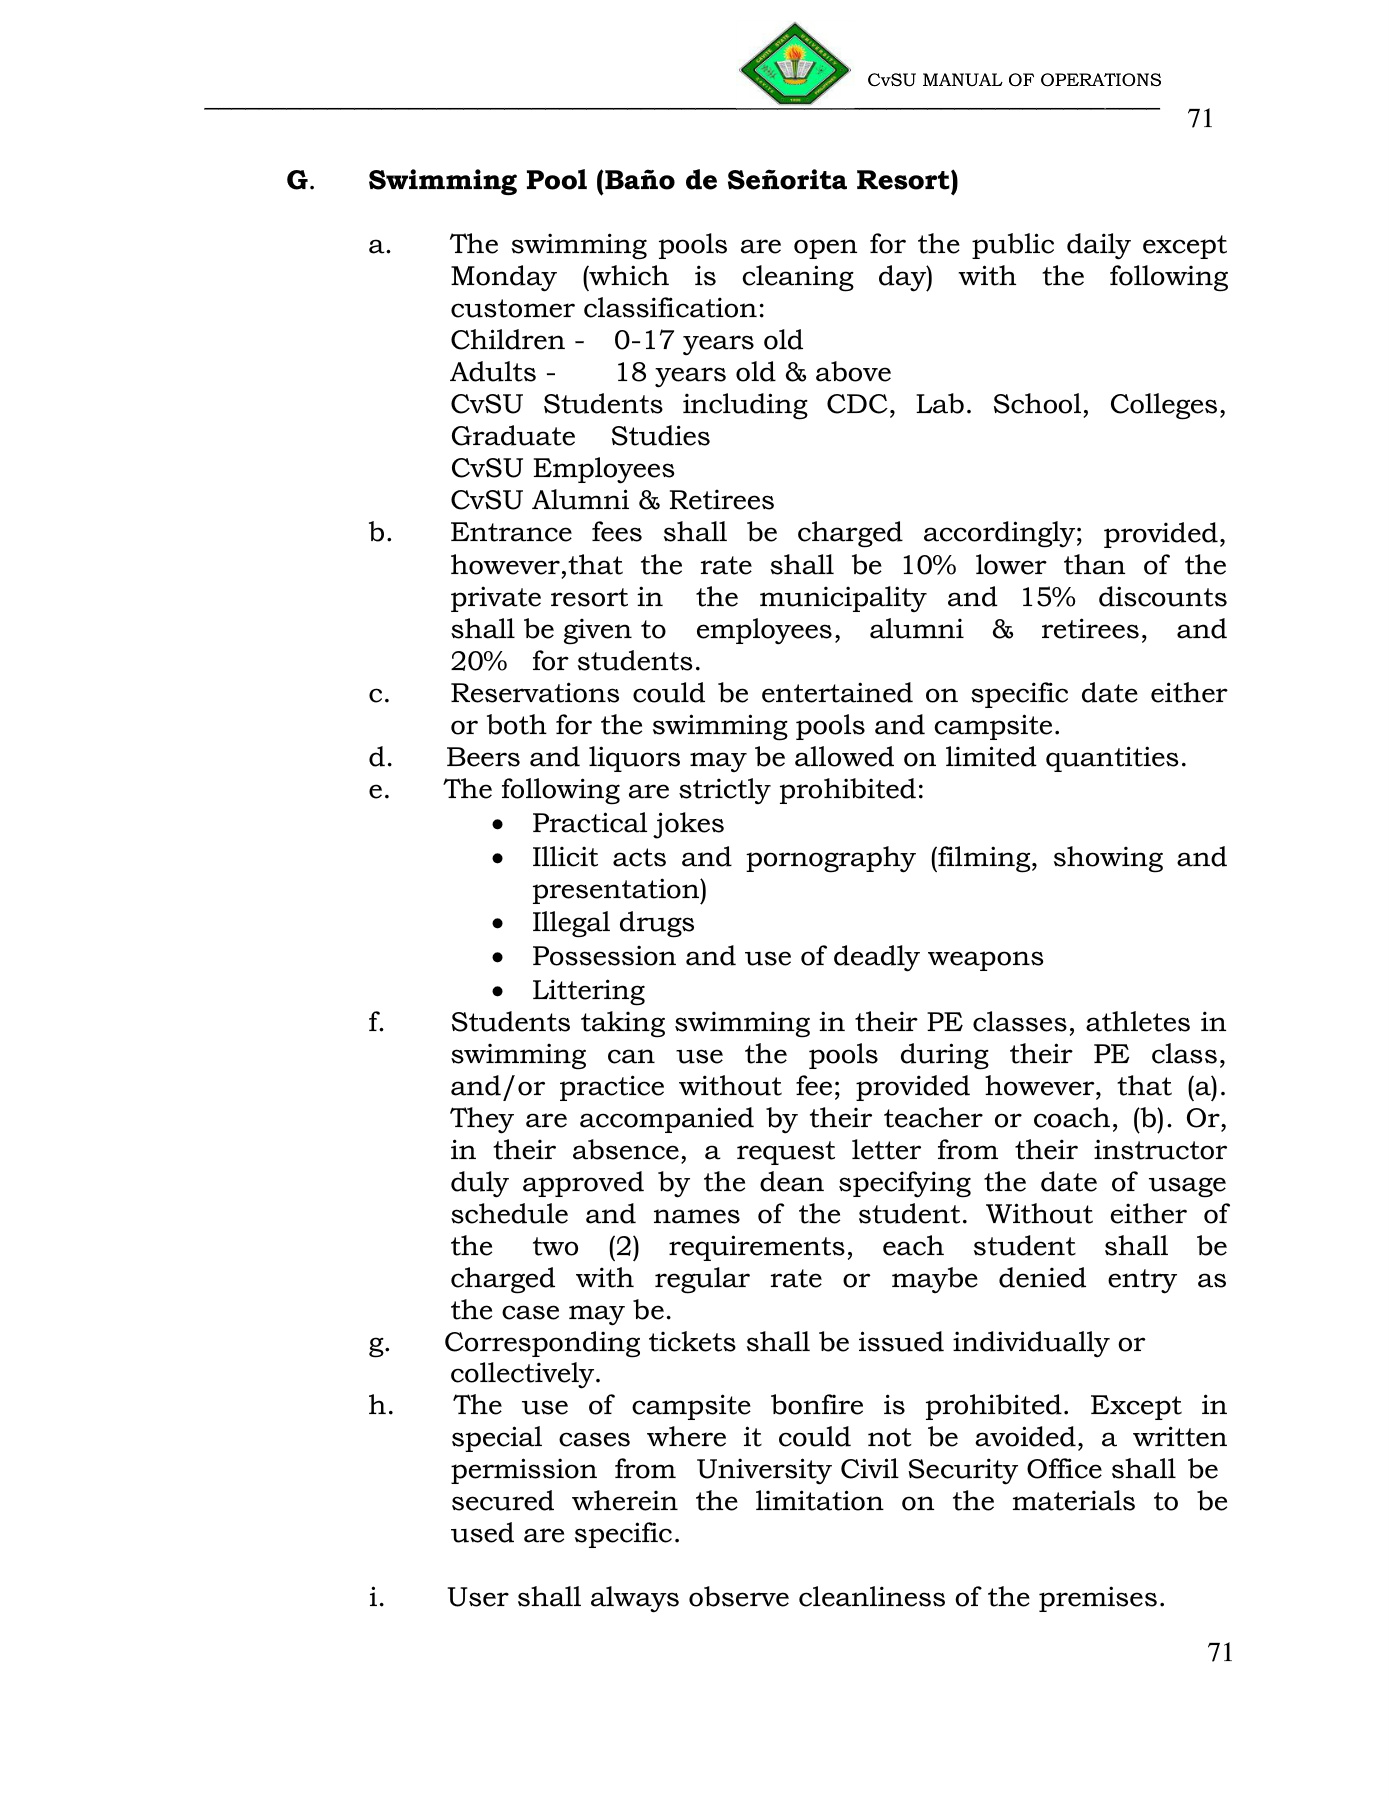 CvSU MANUAL OF OPERATIONS
71
G. Swimming Pool (Baño de Señorita Resort)
a. The swimming pools are open for the public daily except
Monday (which is cleaning day) with the following
customer classification:
Children - 0-17 years old
Adults - 18 years old & above
CvSU Students including CDC, Lab. School, Colleges,
Graduate Studies
CvSU Employees
CvSU Alumni & Retirees
b. Entrance fees shall be charged accordingly; provided,
however,that the rate shall be 10% lower than of the
private resort in the municipality and 15% discounts
shall be given to employees, alumni & retirees, and
20% for students.
c. Reservations could be entertained on specific date either
or both for the swimming pools and campsite.
d. Beers and liquors may be allowed on limited quantities.
e. The following are strictly prohibited:
• Practical jokes
• Illicit acts and pornography (filming, showing and
presentation)
• Illegal drugs
• Possession and use of deadly weapons
• Littering
f. Students taking swimming in their PE classes, athletes in
swimming can use the pools during their PE class,
and/or practice without fee; provided however, that (a).
They are accompanied by their teacher or coach, (b). Or,
in their absence, a request letter from their instructor
duly approved by the dean specifying the date of usage
schedule and names of the student. Without either of
the two (2) requirements, each student shall be
charged with regular rate or maybe denied entry as
the case may be.
g. Corresponding tickets shall be issued individually or
collectively.
h. The use of campsite bonfire is prohibited. Except in
special cases where it could not be avoided, a written
permission from University Civil Security Office shall be
secured wherein the limitation on the materials to be
used are specific.
i. User shall always observe cleanliness of the premises.
71